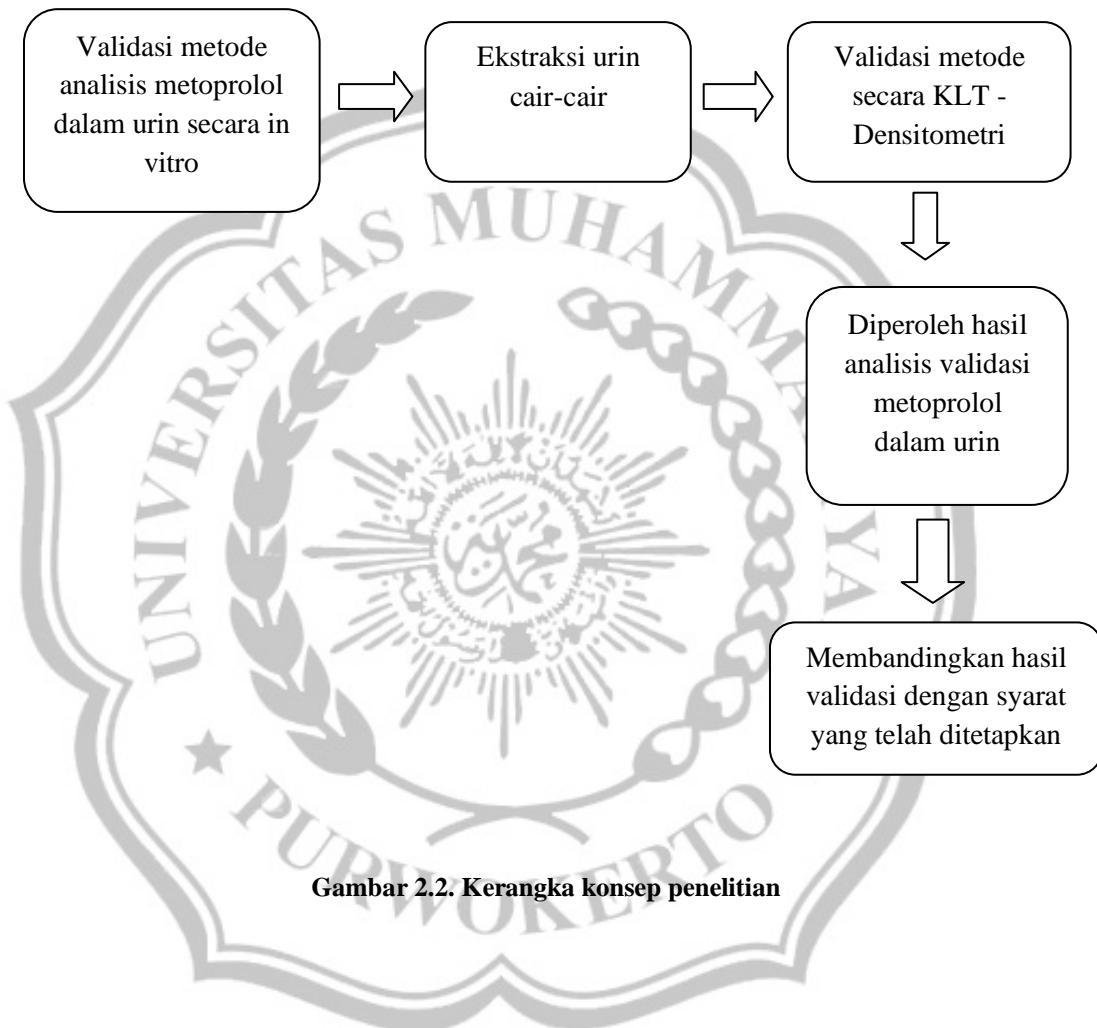 Validasi metode
analisis metoprolol
dalam urin secara in
vitro
Ekstraksi urin
cair-cair
Validasi metode
secara KLT -
Densitometri
Diperoleh hasil
analisis validasi
metoprolol
dalam urin
Membandingkan hasil
validasi dengan syarat
yang telah ditetapkan
Gambar 2.2. Kerangka konsep penelitian
UNIVERSITAS MUHAMMADIYA
PURWOKERTO